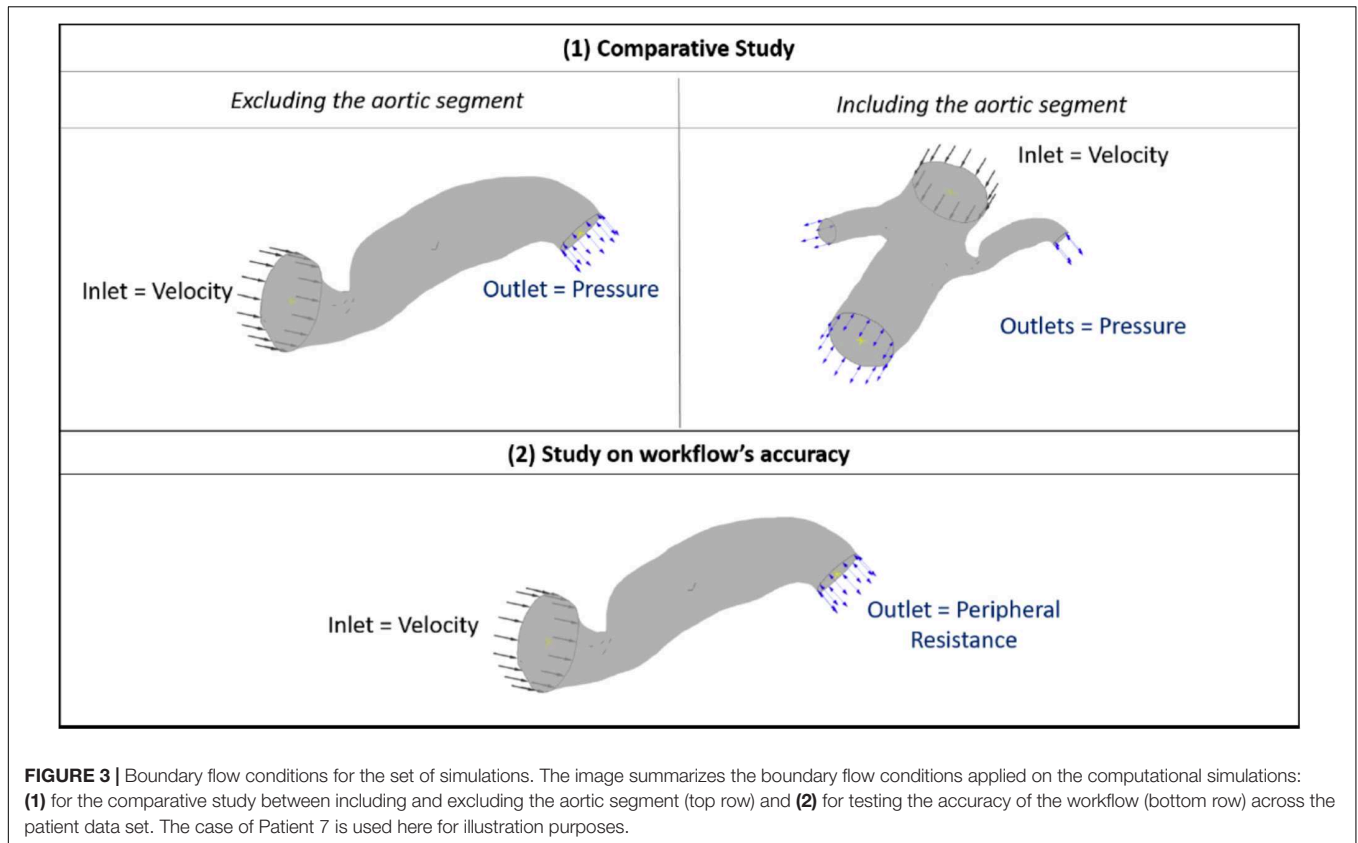 (1) Comparative Study
Excluding the aortic segment
Including the aortic segment
Inlet = Velocity
Outlet = Pressure
Inlet = Velocity
Outlets = Pressure
(2) Study on workflow’s accuracy
Inlet = Velocity
Outlet = Peripheral
Resistance
FIGURE 3 | Boundary flow conditions for the set of simulations. The image summarizes the boundary flow conditions applied on the computational simulations:
(1) for the comparative study between including and excluding the aortic segment (top row) and (2) for testing the accuracy of the workflow (bottom row) across the
patient data set. The case of Patient 7 is used here for illustration purposes.